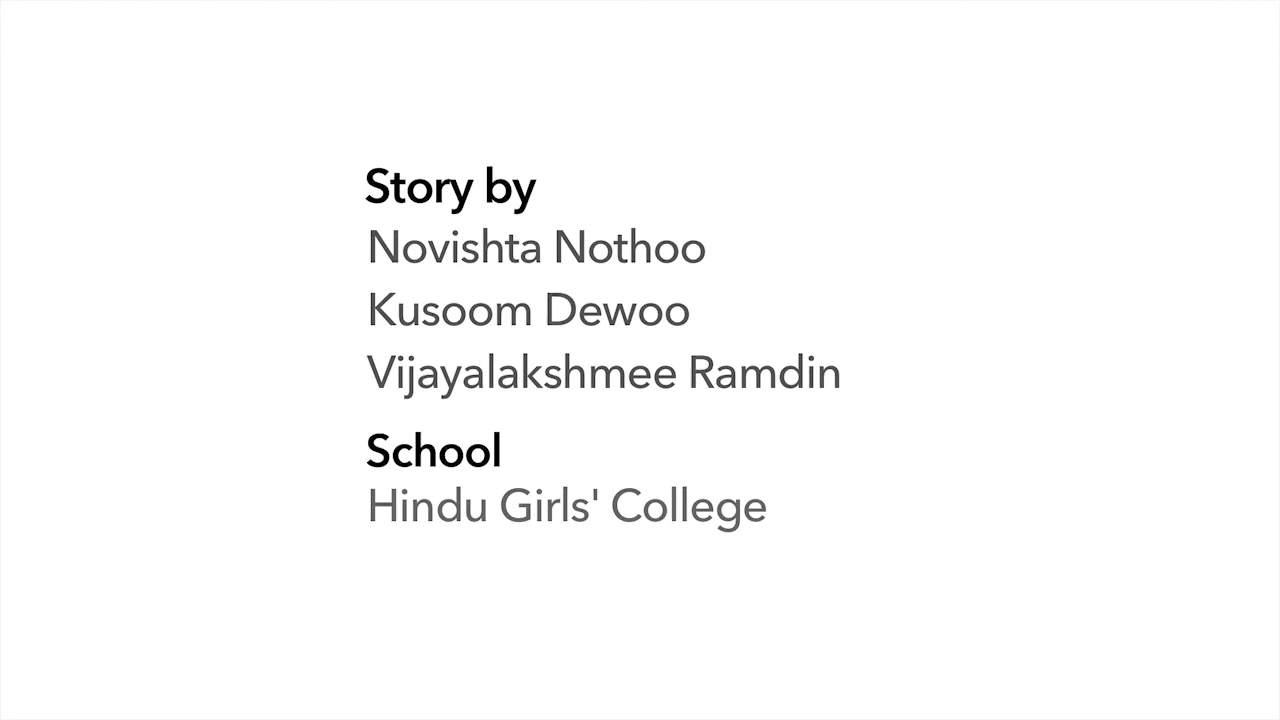 Story by
Novishta Nothoo
Kusoom Dewoo
Vijayalakshmee Ramdin
School
Hindu Girls' College